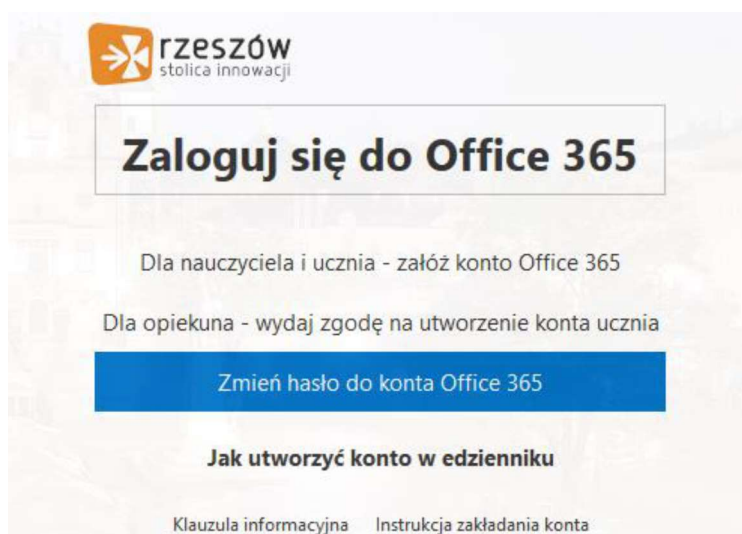 rzeszów
stolica innowacji
Zaloguj się do Office 365
Dla nauczyciela i ucznia - załóż konto Office 365
Dla opiekuna - wydaj zgodę na utworzenie konta ucznia
Zmień hasło do konta Office 365
Jak utworzyć konto w edzienniku
Klauzula informacyjna Instrukcja zakładania konta